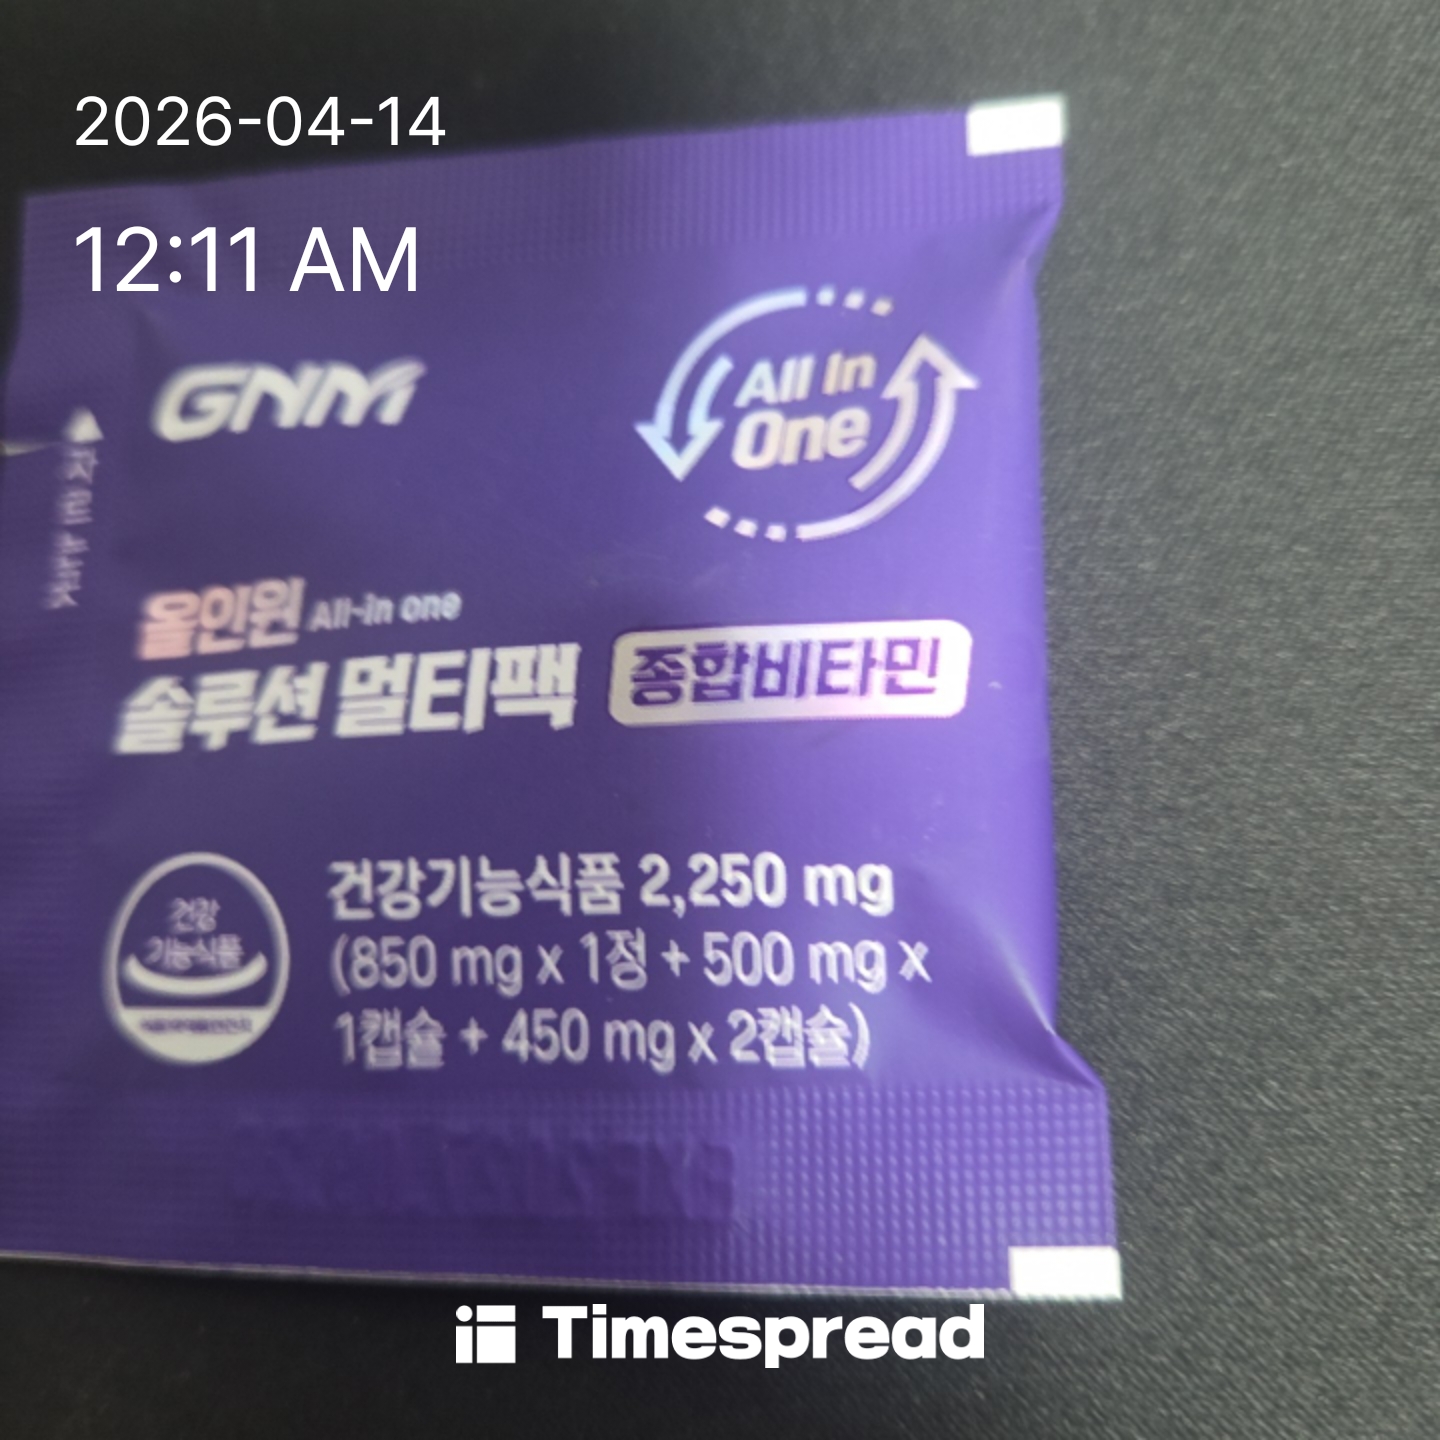 2026-04-14
12:11 AM
GNM
All In
One
자르는 선
올인원 All-in one
솔루션 멀티팩 종합비타민
건강
기능식품
건강기능식품 2,250 mg
(850 mg x 1정 + 500 mg x
1캡슐 + 450 mg x 2캡슐)
Timespread